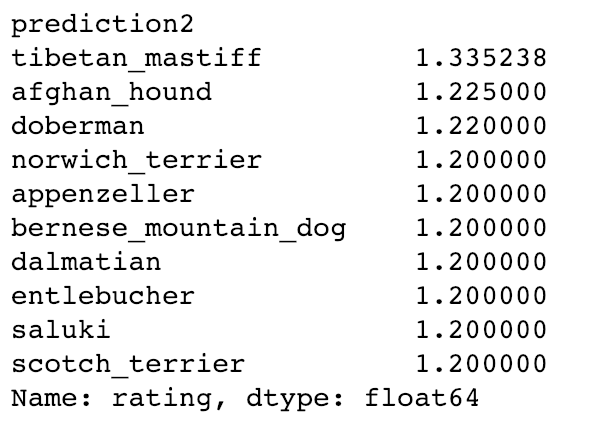 prediction2
tibetan_mastiff 1.335238
afghan_hound 1.225000
doberman 1.220000
norwich_terrier 1.200000
appenzeller 1.200000
bernese_mountain_dog 1.200000
dalmatian 1.200000
entlebucher 1.200000
saluki 1.200000
scotch_terrier 1.200000
Name: rating, dtype: float64